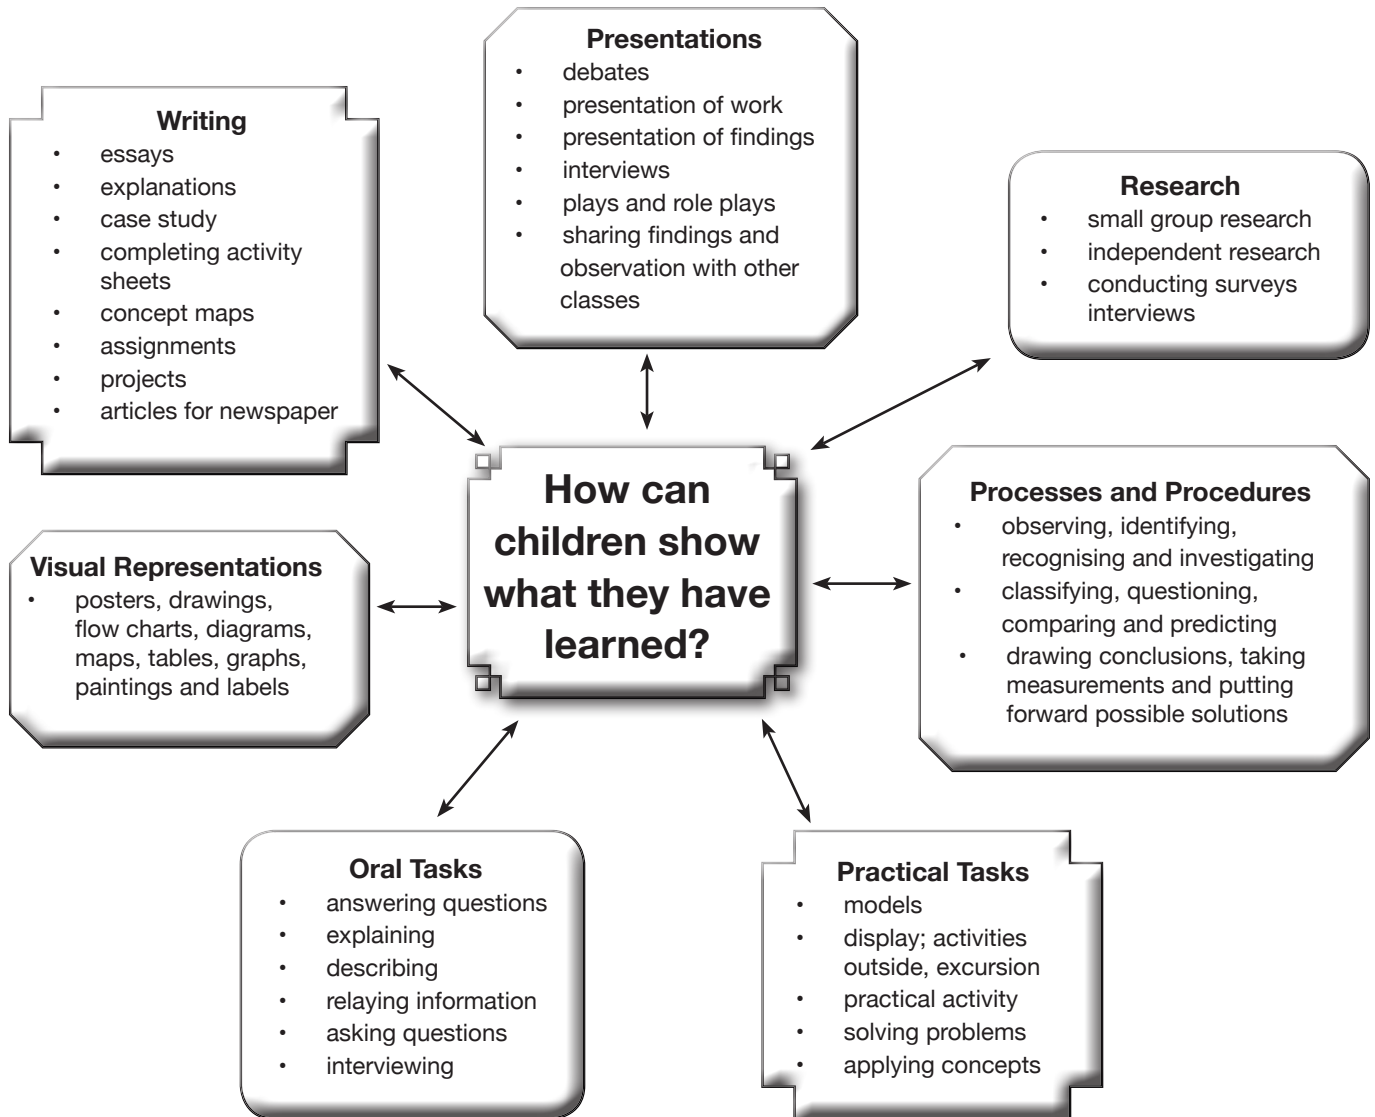 Presentations
• debates
• presentation of work
• presentation of findings
• interviews
• plays and role plays
• sharing findings and
observation with other
classes
Writing
• essays
• explanations
• case study
• completing activity
sheets
• concept maps
• assignments
• projects
• articles for newspaper
Research
• small group research
• independent research
• conducting surveys
interviews
How can
children show
what they have
learned?
Processes and Procedures
• observing, identifying,
recognising and investigating
• classifying, questioning,
comparing and predicting
• drawing conclusions, taking
measurements and putting
forward possible solutions
Visual Representations
• posters, drawings,
flow charts, diagrams,
maps, tables, graphs,
paintings and labels
Oral Tasks
• answering questions
• explaining
• describing
• relaying information
• asking questions
• interviewing
Practical Tasks
• models
• display; activities
outside, excursion
• practical activity
• solving problems
• applying concepts